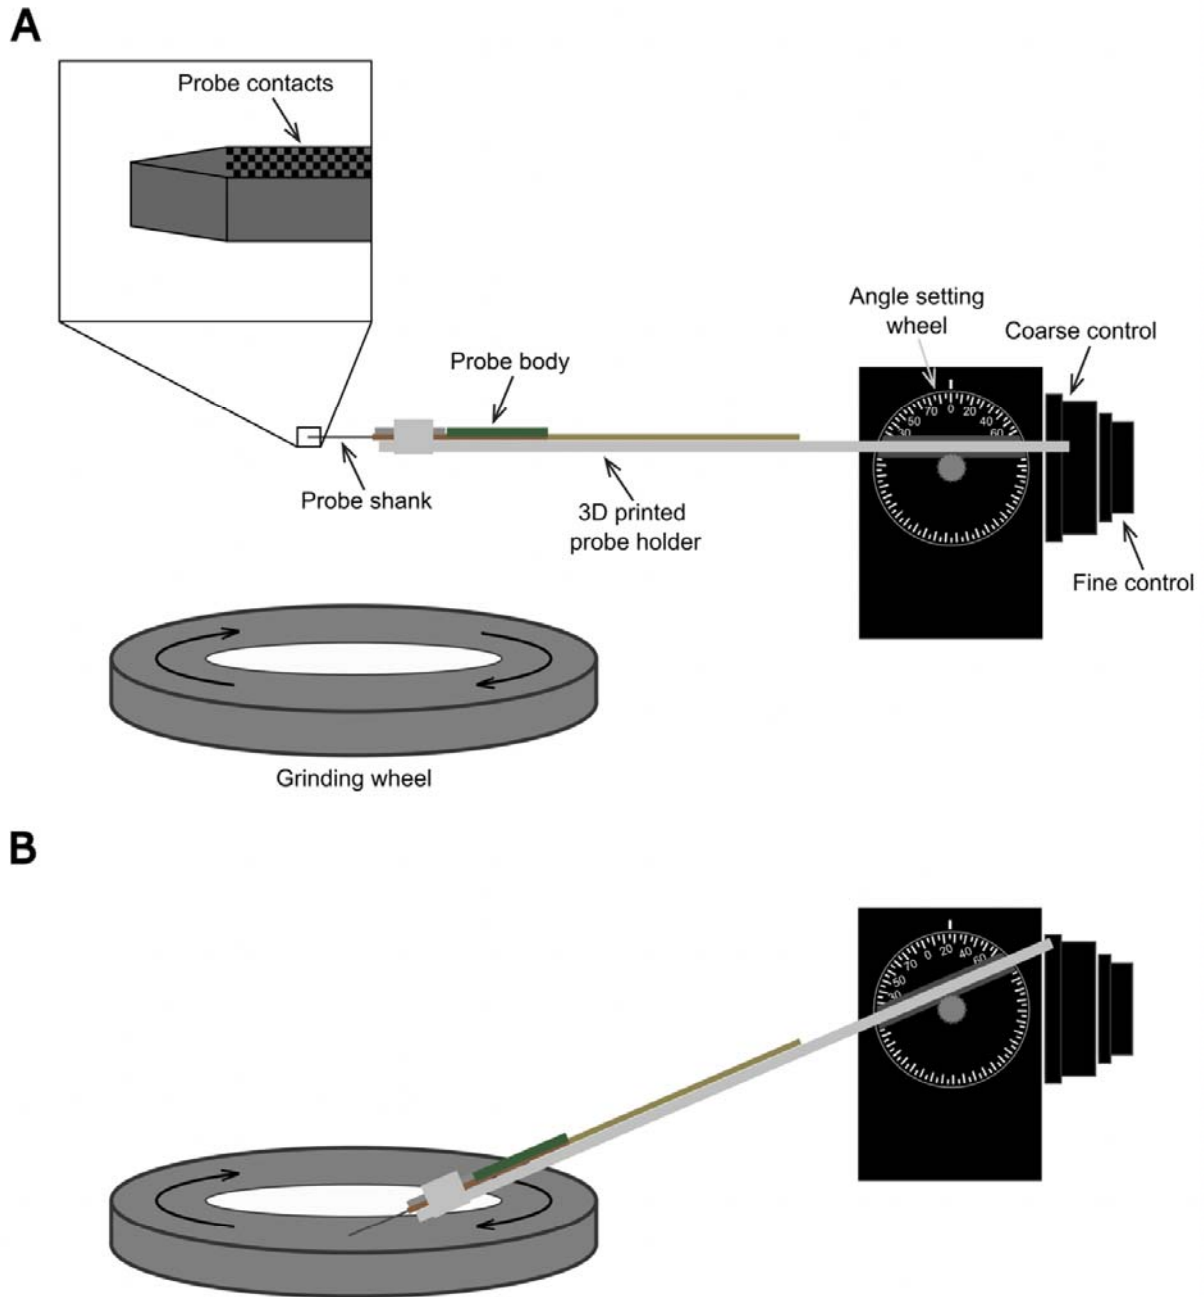 A
Probe contacts
Angle setting
wheel
Coarse control
Probe body
70 0 20
50 40
30 60
Probe shank
3D printed
probe holder
Fine control
Grinding wheel
B
70 0 20 40
50 60
30